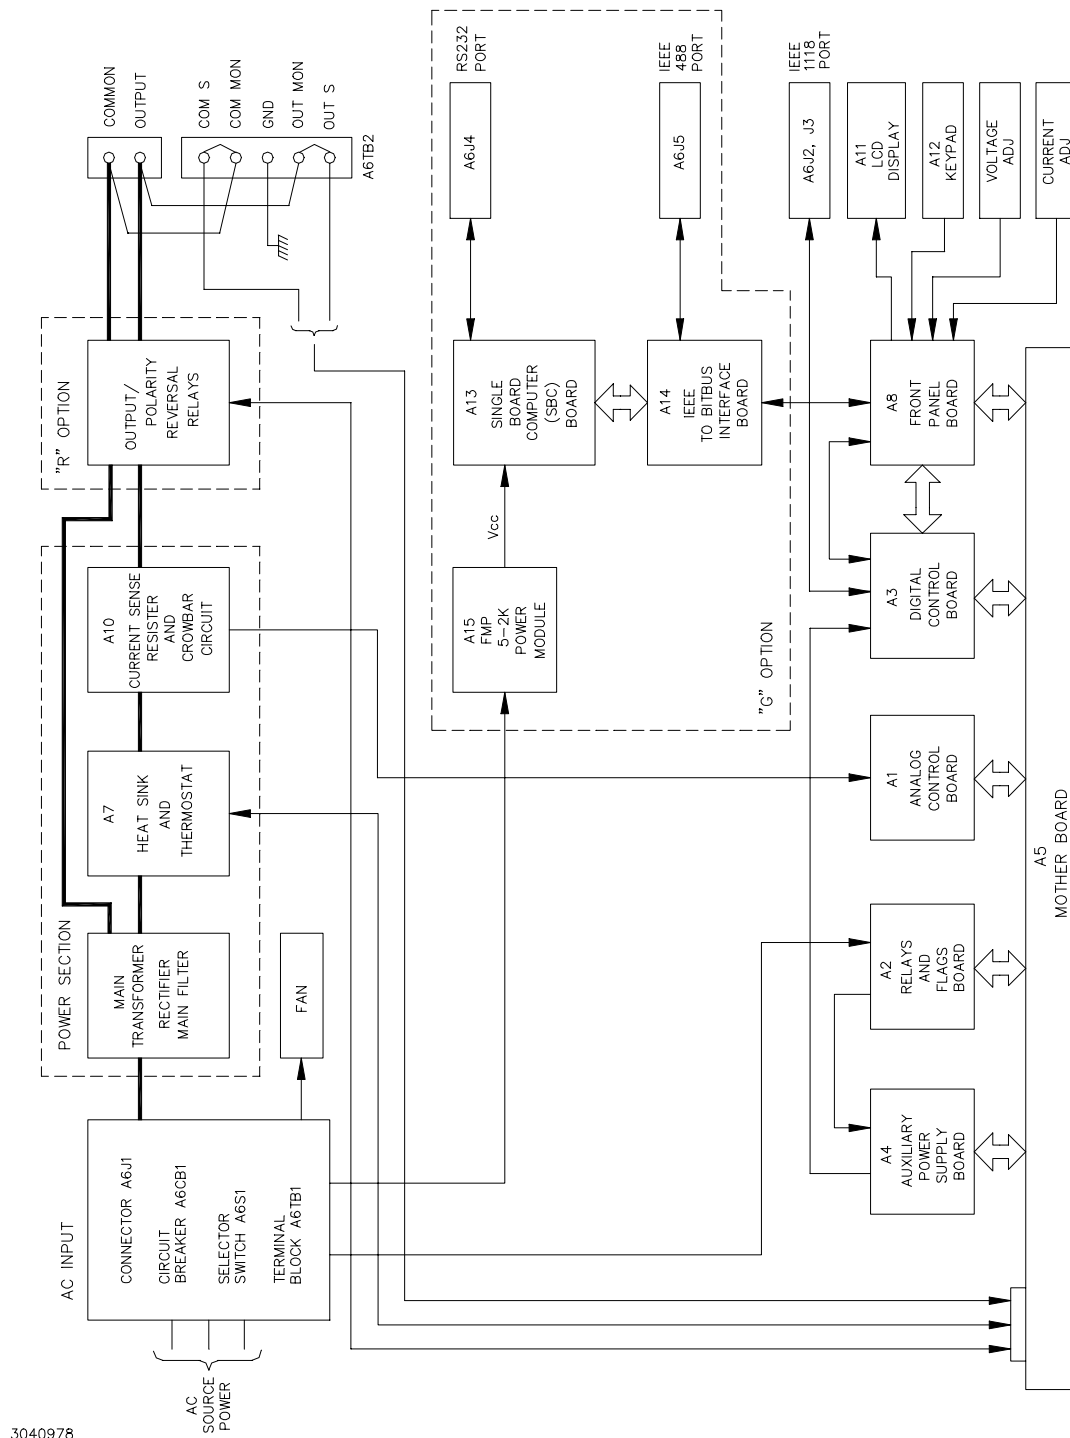 AC
SOURCE
POWER
AC INPUT
CONNECTOR A6J1
CIRCUIT
BREAKER A6CB1
SELECTOR
SWITCH A6S1
TERMINAL
BLOCK A6TB1
POWER SECTION
MAIN
TRANSFORMER
RECTIFIER
MAIN FILTER
FAN
A7
HEAT SINK
AND
THERMOSTAT
A10
CURRENT SENSE
RESISTER
AND
CROWBAR
CIRCUIT
"R" OPTION
OUTPUT/
POLARITY
REVERSAL
RELAYS
COMMON
OUTPUT
COM S
COM MON
GND
OUT MON
OUT S
A6TB2
A15
FMP
5-2K
POWER
MODULE
Vcc
A13
SINGLE
BOARD
COMPUTER
(SBC)
BOARD
A6J4
RS232
PORT
A14
IEEE
TO BITBUS
INTERFACE
BOARD
A6J5
IEEE
488
PORT
"G" OPTION
A6J2, J3
IEEE
1118
PORT
A4
AUXILIARY
POWER
SUPPLY
BOARD
A2
RELAYS
AND
FLAGS
BOARD
A1
ANALOG
CONTROL
BOARD
A3
DIGITAL
CONTROL
BOARD
A8
FRONT
PANEL
BOARD
A11
LCD
DISPLAY
A12
KEYPAD
VOLTAGE
ADJ
CURRENT
ADJ
A5
MOTHER BOARD
3040978